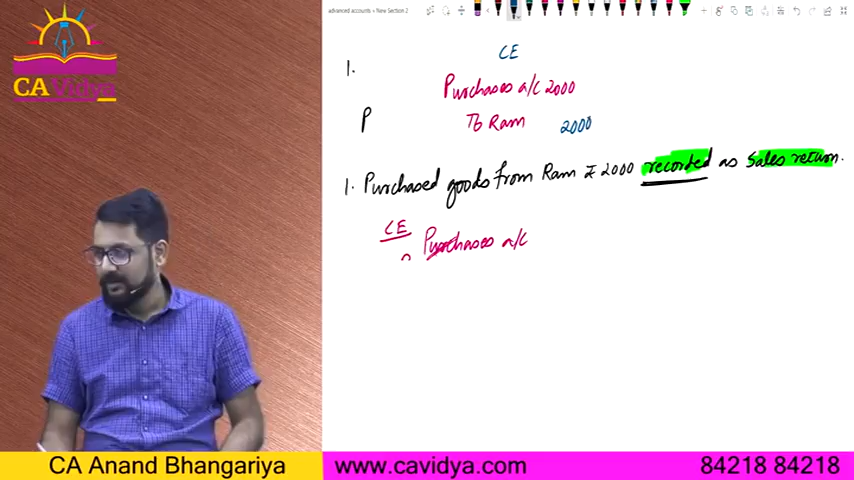 advanced accounts » New Section 2
CA Vidya
CE
1. Purchases a/c 2000
P To Ram 2000
1. Purchased goods from Ram ₹ 2000 recorded as Sales return.
CE
Purchases a/c
CA Anand Bhangariya www.cavidya.com 84218 84218